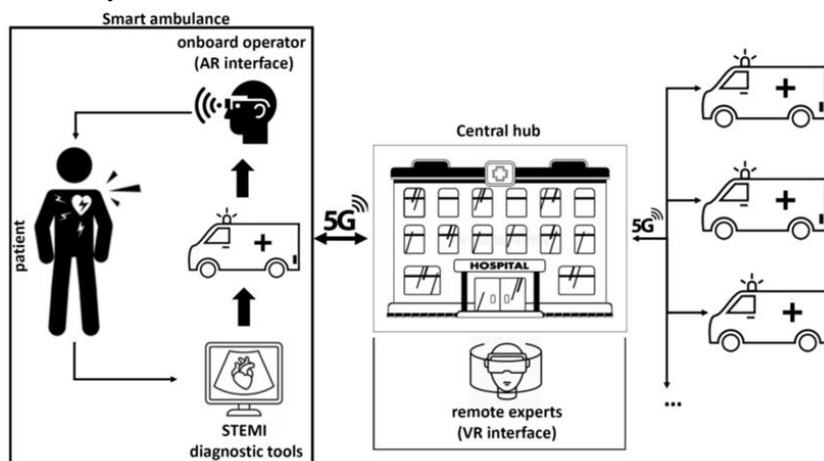 Smart ambulance
onboard operator
(AR interface)
patient
STEMI
diagnostic tools
5G
Central hub
HOSPITAL
remote experts
(VR interface)
5G
...